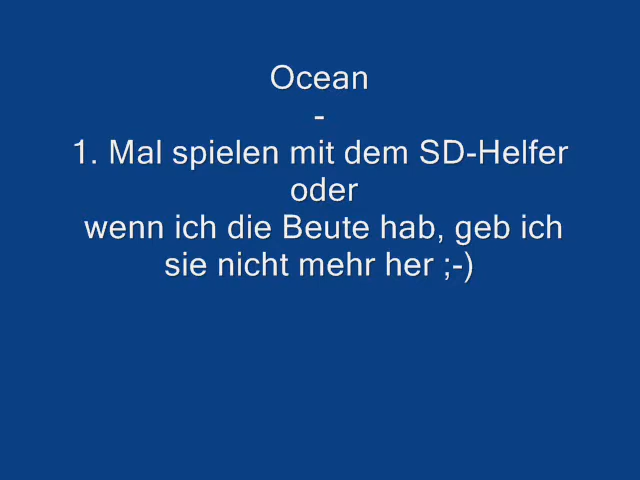 Ocean
-
1. Mal spielen mit dem SD-Helfer
oder
wenn ich die Beute hab, geb ich
sie nicht mehr her ;-)